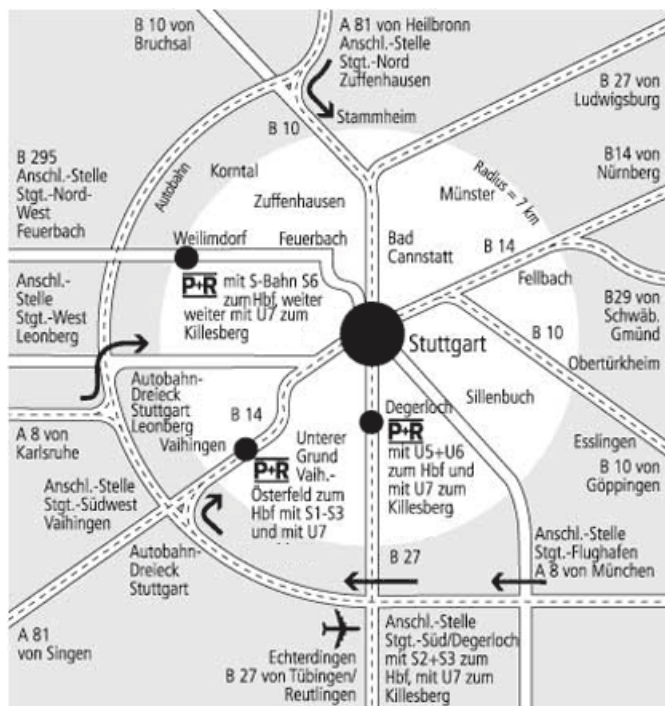 B 10 von
Bruchsal
A 81 von Heilbronn
Anschl.-Stelle
Stgt.-Nord
Zuffenhausen
Stammheim
B 27 von
Ludwigsburg
B 10
B 295
Anschl.-Stelle
Stgt.-Nord-
West
Feuerbach
Autobahn
Korntal
Zuffenhausen
Radius = 7 km
Münster
B14 von
Nürnberg
Weilimdorf
Feuerbach
Bad
Cannstatt
B 14
Fellbach
P+R mit S-Bahn S6
zum Hbf, weiter
weiter mit U7 zum
Killesberg
Anschl.-
Stelle
Stgt.-West
Leonberg
B29 von
Schwäb.
Gmünd
B 10
Stuttgart
Obertürkheim
Autobahn-
Dreieck
Stuttgart
Leonberg
Sillenbuch
B 14
Degerloch
P+R
mit U5+U6
zum Hbf und
mit U7 zum
Killesberg
A 8 von
Karlsruhe
Vaihingen
P+R
Unterer
Grund
Vaih.-
Österfeld zum
Hbf mit S1-S3
und mit U7
Esslingen
B 10 von
Göppingen
Anschl.-Stelle
Stgt.-Südwest
Vaihingen
Anschl.-Stelle
Stgt.-Flughafen
A 8 von München
Autobahn-
Dreieck
Stuttgart
B 27
A 81
von Singen
Echterdingen
B 27 von Tübingen/
Reutlingen
Anschl.-Stelle
Stgt.-Süd/Degerloch
mit S2+S3 zum
Hbf, mit U7 zum
Killesberg